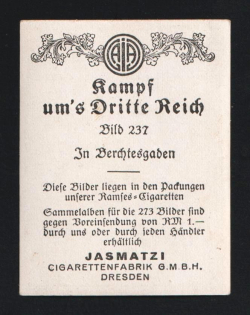 Kampf
um's Dritte Reich
Bild 237
In Berchtesgaden
Diese Bilder liegen in den Packungen
unserer Ramses-Cigaretten
Sammelalben für die 273 Bilder sind
gegen Voreinsendung von RM 1.—
durch uns oder durch jeden Händler
erhältlich
JASMATZI
CIGARETTENFABRIK G.M.B.H.
DRESDEN